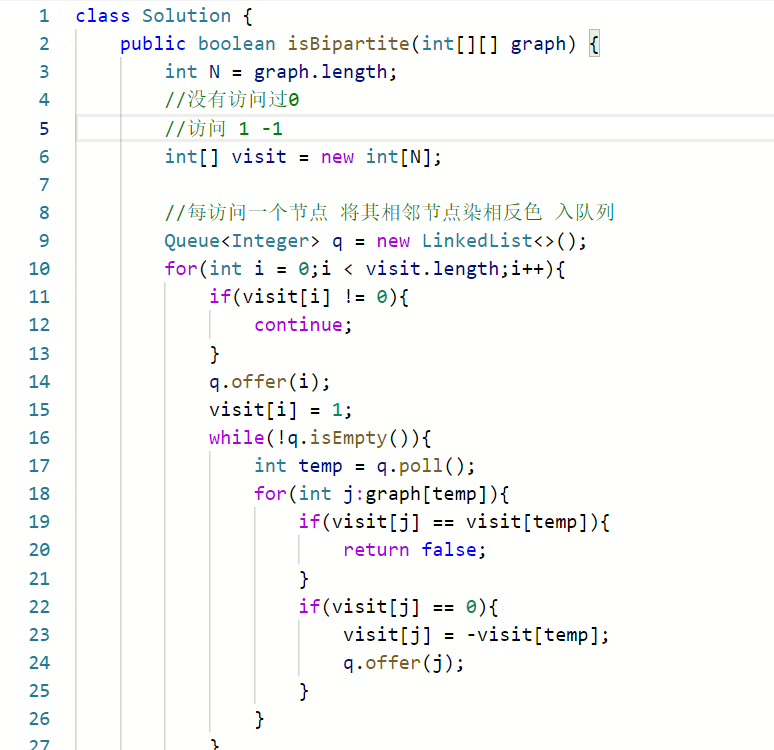 1 class Solution {
2 public boolean isBipartite(int[][] graph) {
3 int N = graph.length;
4 //没有访问过0
5 //访问 1 -1
6 int[] visit = new int[N];
7
8 //每访问一个节点 将其相邻节点染相反色 入队列
9 Queue<Integer> q = new LinkedList<>();
10 for(int i = 0;i < visit.length;i++){
11 if(visit[i] != 0){
12 continue;
13 }
14 q.offer(i);
15 visit[i] = 1;
16 while(!q.isEmpty()){
17 int temp = q.poll();
18 for(int j:graph[temp]){
19 if(visit[j] == visit[temp]){
20 return false;
21 }
22 if(visit[j] == 0){
23 visit[j] = -visit[temp];
24 q.offer(j);
25 }
26 }
27 }